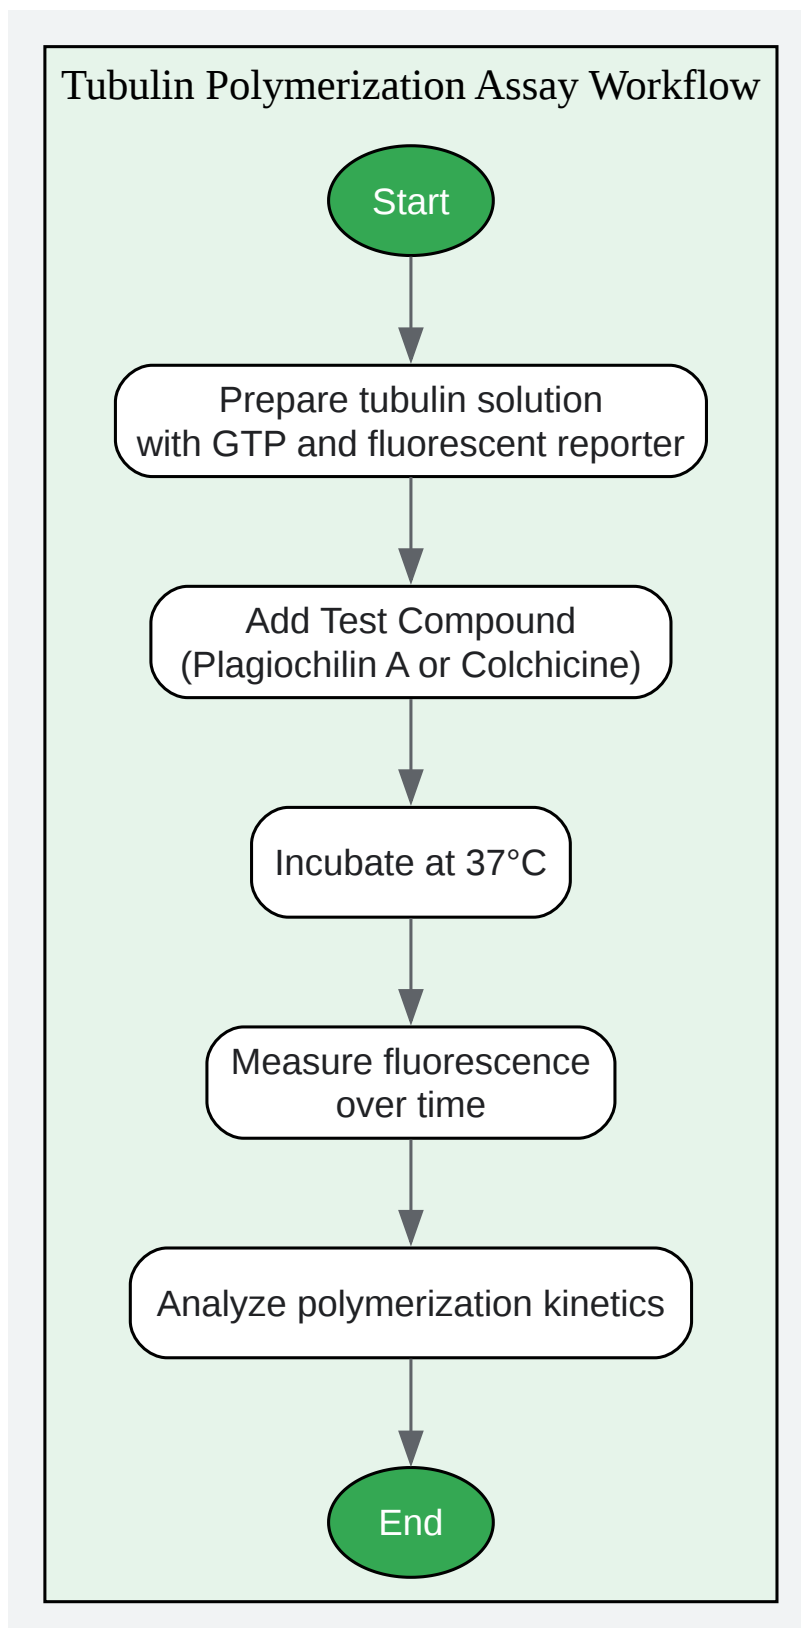 Tubulin Polymerization Assay Workflow
Start
Prepare tubulin solution
with GTP and fluorescent reporter
Add Test Compound
(Plagiochilin A or Colchicine)
Incubate at 37°C
Measure fluorescence
over time
Analyze polymerization kinetics
End